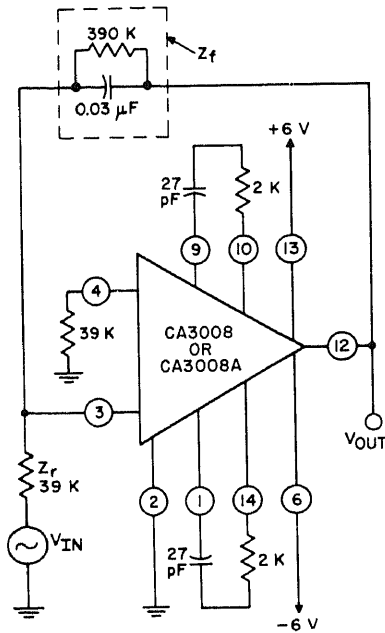 390 K
Zf
0.03 μF
+6 V
27
pF
2 K
9
10
13
4
39 K
CA3008
OR
CA3008A
12
3
VOUT
Zr
39 K
2
1
14
6
VIN
27
pF
2 K
-6 V